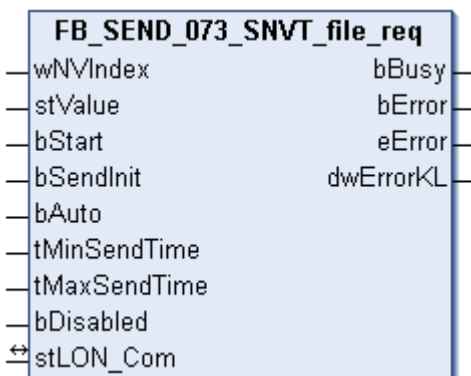 FB_SEND_073_SNVT_file_req
wNVIndex bBusy
stValue bError
bStart eError
bSendInit dwErrorKL
bAuto
tMinSendTime
tMaxSendTime
bDisabled
stLON_Com